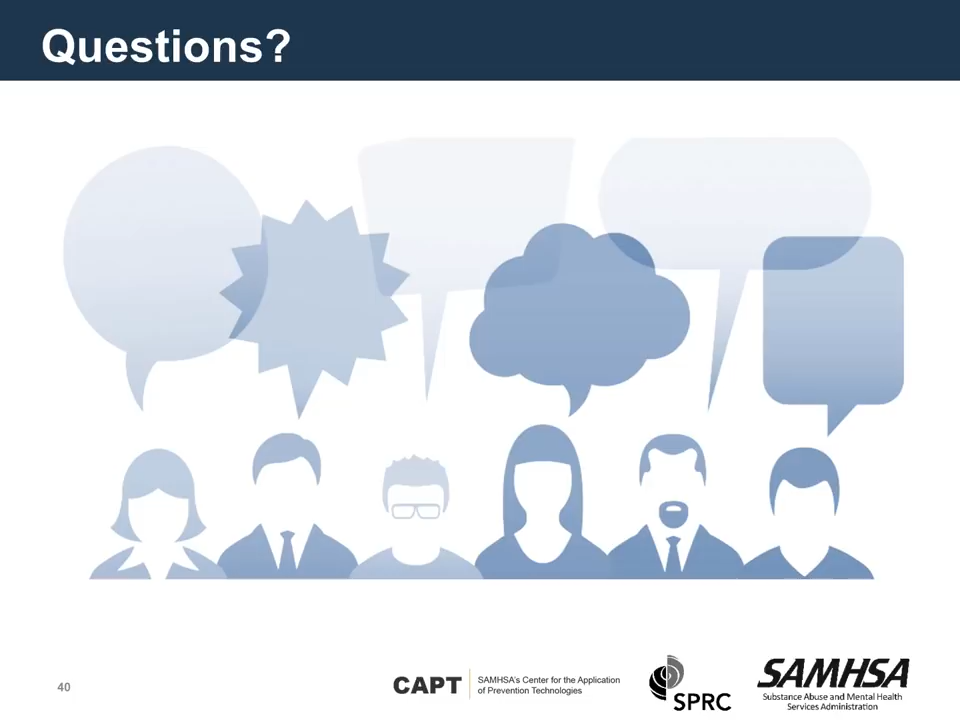 Questions?
40
CAPT
SAMHSA's Center for the Application
of Prevention Technologies
SPRC
SAMHSA
Substance Abuse and Mental Health
Services Administration